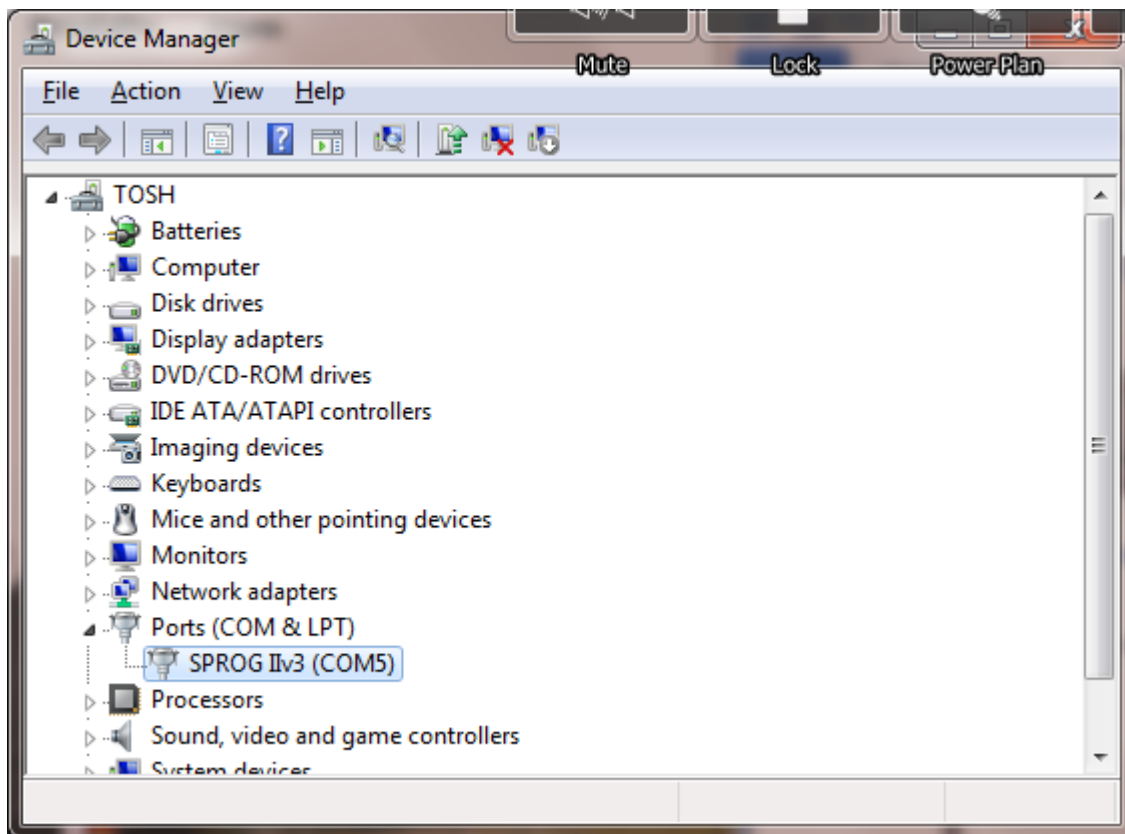 Device Manager
Mute Lock Power Plan
File Action View Help
TOSH
Batteries
Computer
Disk drives
Display adapters
DVD/CD-ROM drives
IDE ATA/ATAPI controllers
Imaging devices
Keyboards
Mice and other pointing devices
Monitors
Network adapters
Ports (COM & LPT)
SPROG IIv3 (COM5)
Processors
Sound, video and game controllers
System devices